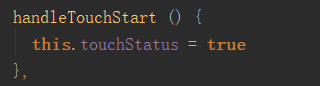 handleTouchStart () {
  this.touchStatus = true
},